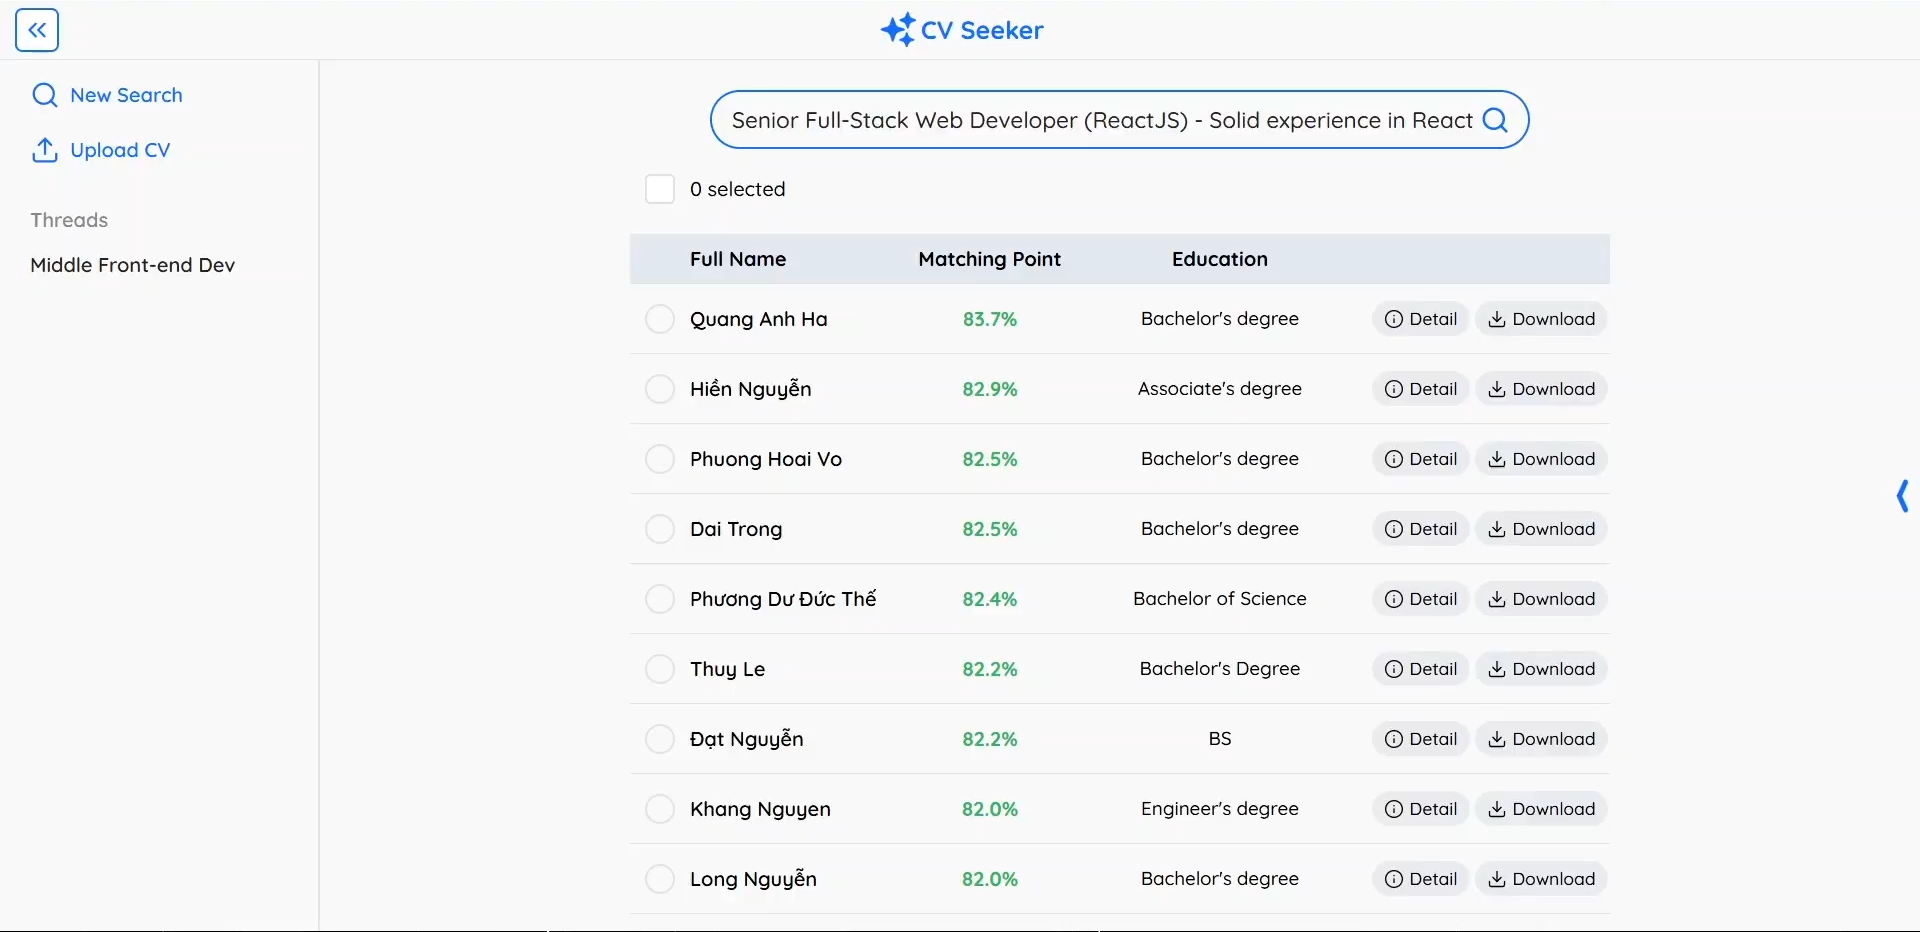 CV Seeker
New Search
Upload CV
Threads
Middle Front-end Dev
Senior Full-Stack Web Developer (ReactJS) - Solid experience in React
0 selected
Full Name Matching Point Education
Quang Anh Ha 83.7% Bachelor's degree Detail Download
Hiền Nguyễn 82.9% Associate's degree Detail Download
Phuong Hoai Vo 82.5% Bachelor's degree Detail Download
Dai Trong 82.5% Bachelor's degree Detail Download
Phương Dư Đức Thế 82.4% Bachelor of Science Detail Download
Thuy Le 82.2% Bachelor's Degree Detail Download
Đạt Nguyễn 82.2% BS Detail Download
Khang Nguyen 82.0% Engineer's degree Detail Download
Long Nguyễn 82.0% Bachelor's degree Detail Download